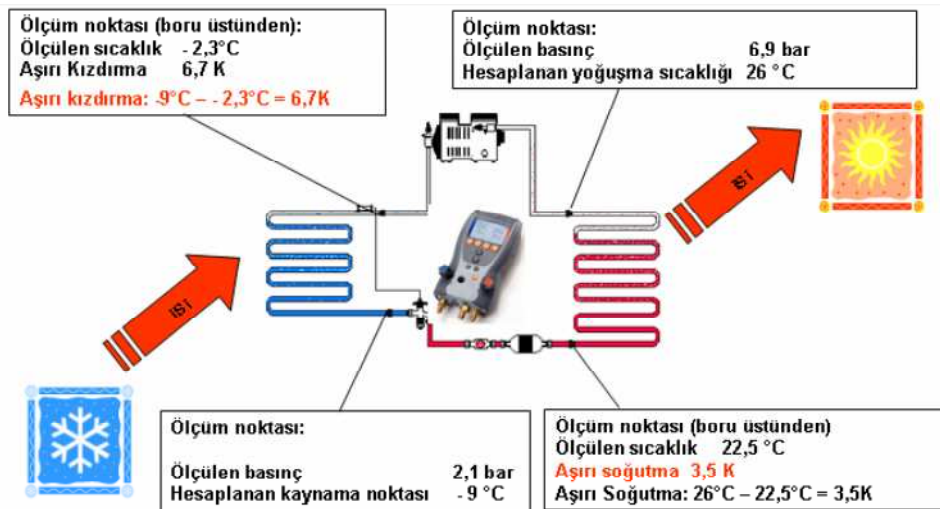 Ölçüm noktası (boru üstünden):
Ölçülen sıcaklık - 2,3°C
Aşırı Kızdırma 6,7 K
Aşırı kızdırma: -9°C – - 2,3°C = 6,7K
Ölçüm noktası:
Ölçülen basınç 6,9 bar
Hesaplanan yoğuşma sıcaklığı 26 °C
ISI
ISI
Ölçüm noktası:
Ölçülen basınç 2,1 bar
Hesaplanan kaynama noktası - 9 °C
Ölçüm noktası (boru üstünden)
Ölçülen sıcaklık 22,5 °C
Aşırı soğutma 3,5 K
Aşırı Soğutma: 26°C – 22,5°C = 3,5K